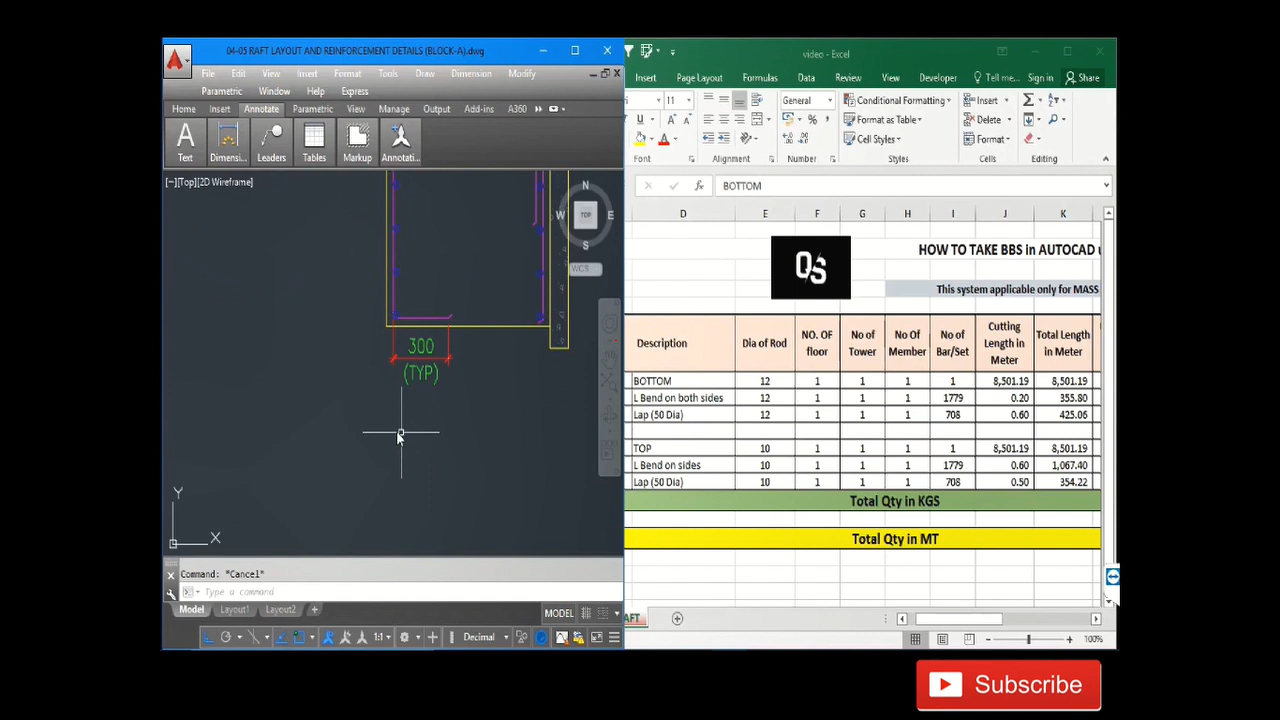 04-05 RAFT LAYOUT AND REINFORCEMENT DETAILS (BLOCK-A).dwg
File Edit View Insert Format Tools Draw Dimension Modify
Parametric Window Help Express
Home Insert Annotate Parametric View Manage Output Add-ins A360
Text Dimensi... Leaders Tables Markup Annotati...
[−][Top][2D Wireframe]
N
W TOP E
S
WCS
300
(TYP)
Y
X
Command: *Cancel*
Type a command
Model Layout1 Layout2 +
MODEL
1:1 Decimal
video - Excel
Insert Page Layout Formulas Data Review View Developer Tell me... Sign in Share
11 General Conditional Formatting Insert
Format as Table Delete
Cell Styles Format
Font Alignment Number Styles Cells Editing
BOTTOM
D E F G H I J K
QS
HOW TO TAKE BBS in AUTOCAD
This system applicable only for MASS
Description Dia of Rod NO. OF floor No of Tower No Of Member No of Bar/Set Cutting Length in Meter Total Length in Meter
BOTTOM 12 1 1 1 1 8,501.19 8,501.19
L Bend on both sides 12 1 1 1 1779 0.20 355.80
Lap (50 Dia) 12 1 1 1 708 0.60 425.06
TOP 10 1 1 1 1 8,501.19 8,501.19
L Bend on sides 10 1 1 1 1779 0.60 1,067.40
Lap (50 Dia) 10 1 1 1 708 0.50 354.22
Total Qty in KGS
Total Qty in MT
AFT
100%
Subscribe